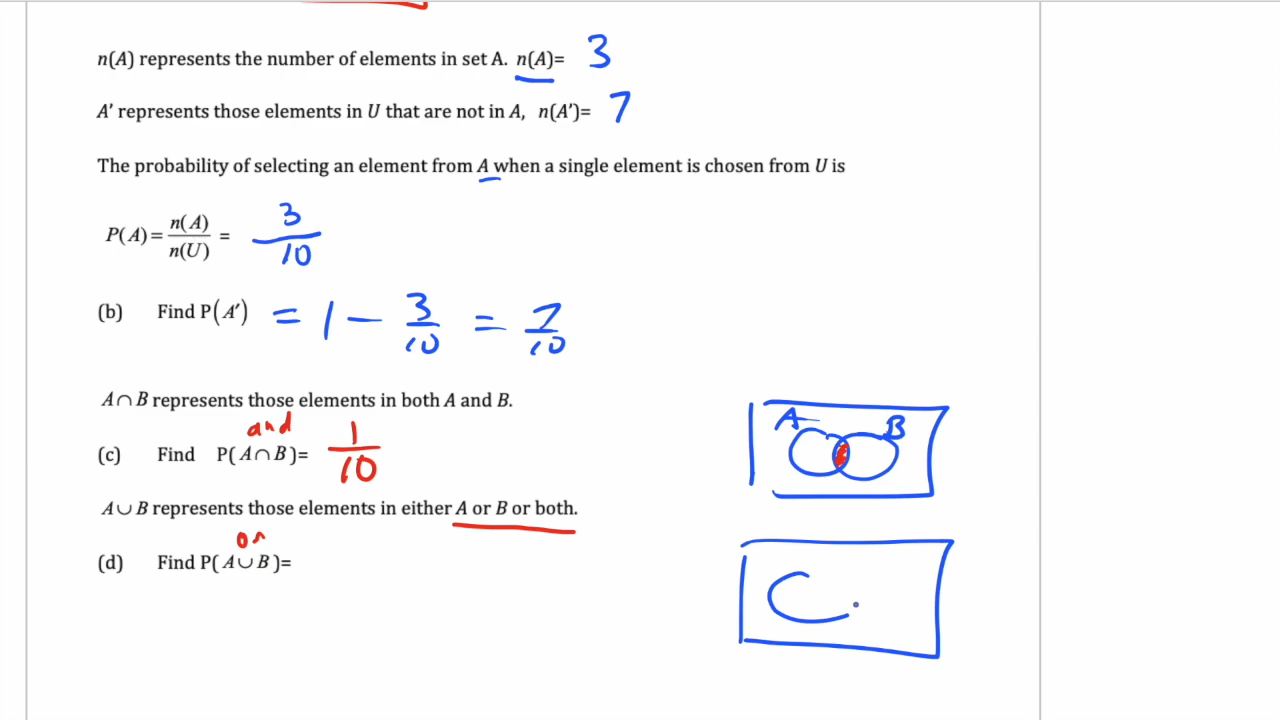 n(A) represents the number of elements in set A. n(A)= 3
A' represents those elements in U that are not in A, n(A')= 7
The probability of selecting an element from A when a single element is chosen from U is
P(A)= n(A)/n(U) = 3/10
(b) Find P(A') = 1 - 3/10 = 7/10
A∩B represents those elements in both A and B.
and
(c) Find P(A∩B)= 1/10
A B
A∪B represents those elements in either A or B or both.
or
(d) Find P(A∪B)=